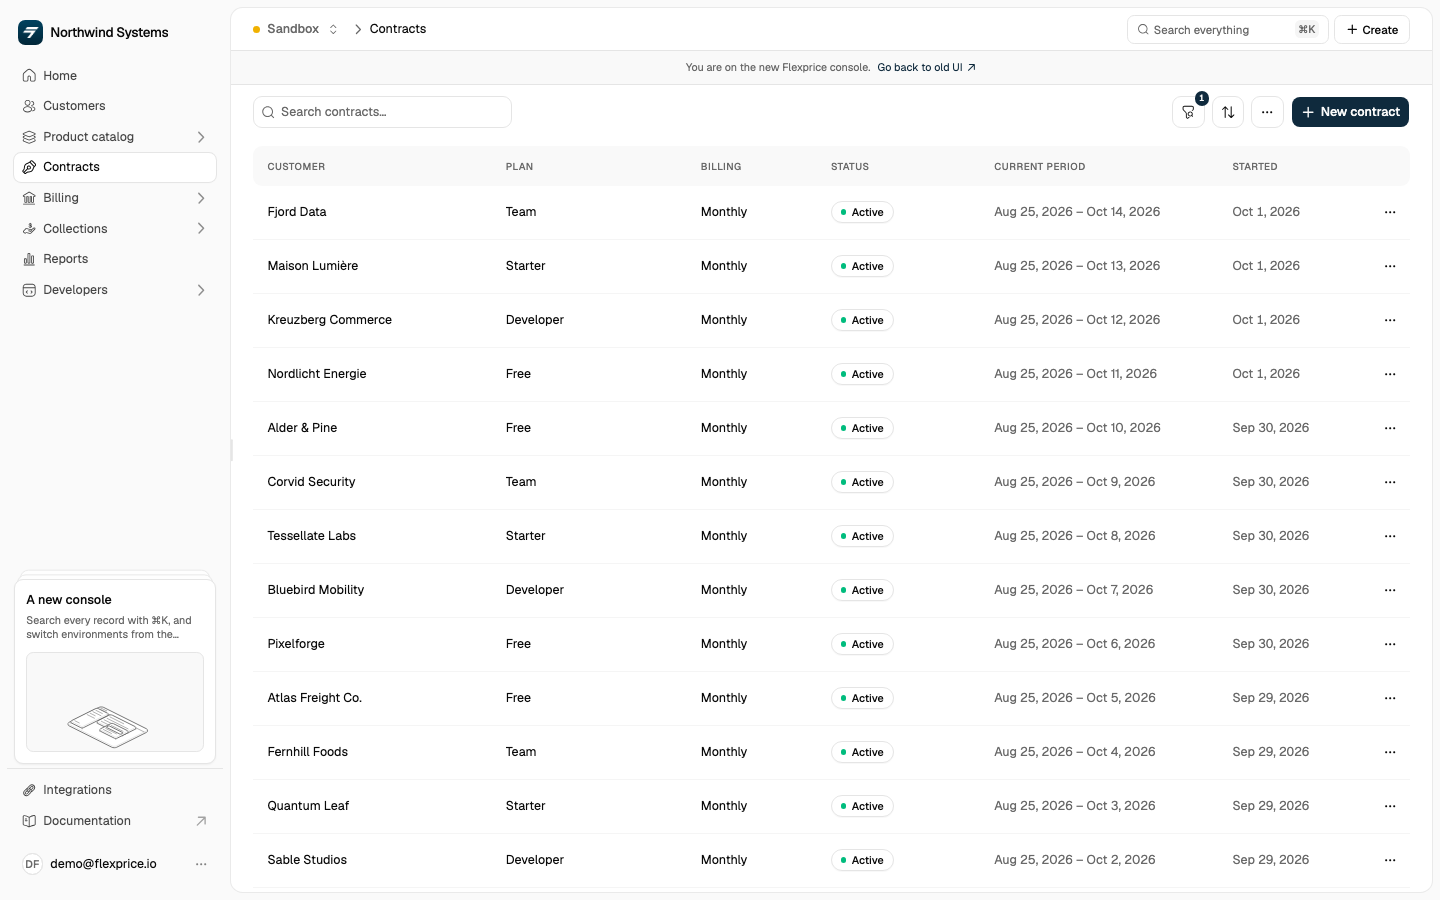 Northwind Systems
Home
Customers
Product catalog
Contracts
Billing
Collections
Reports
Developers
A new console
Search every record with ⌘K, and
switch environments from the...
Integrations
Documentation
DF demo@flexprice.io
Sandbox Contracts
Search everything ⌘K
Create
You are on the new Flexprice console. Go back to old UI
Search contracts...
1
New contract
CUSTOMER PLAN BILLING STATUS CURRENT PERIOD STARTED
Fjord Data Team Monthly Active Aug 25, 2026 – Oct 14, 2026 Oct 1, 2026
Maison Lumière Starter Monthly Active Aug 25, 2026 – Oct 13, 2026 Oct 1, 2026
Kreuzberg Commerce Developer Monthly Active Aug 25, 2026 – Oct 12, 2026 Oct 1, 2026
Nordlicht Energie Free Monthly Active Aug 25, 2026 – Oct 11, 2026 Oct 1, 2026
Alder & Pine Free Monthly Active Aug 25, 2026 – Oct 10, 2026 Sep 30, 2026
Corvid Security Team Monthly Active Aug 25, 2026 – Oct 9, 2026 Sep 30, 2026
Tessellate Labs Starter Monthly Active Aug 25, 2026 – Oct 8, 2026 Sep 30, 2026
Bluebird Mobility Developer Monthly Active Aug 25, 2026 – Oct 7, 2026 Sep 30, 2026
Pixelforge Free Monthly Active Aug 25, 2026 – Oct 6, 2026 Sep 30, 2026
Atlas Freight Co. Free Monthly Active Aug 25, 2026 – Oct 5, 2026 Sep 29, 2026
Fernhill Foods Team Monthly Active Aug 25, 2026 – Oct 4, 2026 Sep 29, 2026
Quantum Leaf Starter Monthly Active Aug 25, 2026 – Oct 3, 2026 Sep 29, 2026
Sable Studios Developer Monthly Active Aug 25, 2026 – Oct 2, 2026 Sep 29, 2026